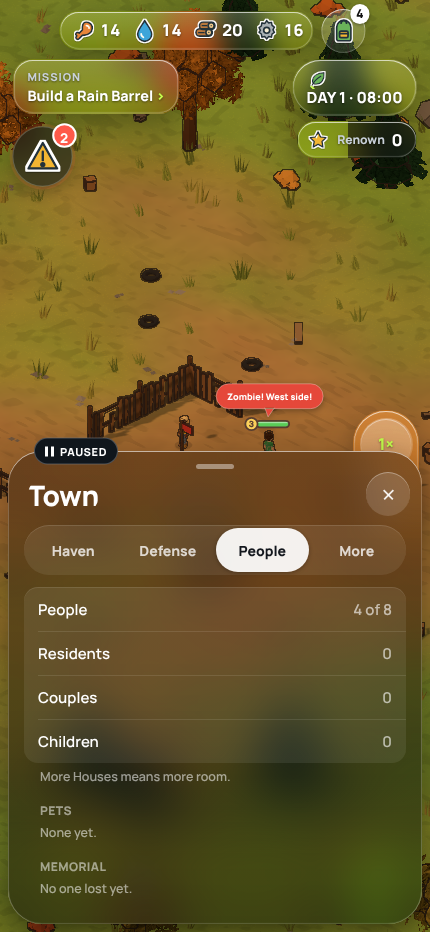 14 14 20 16 4
MISSION
Build a Rain Barrel ›
DAY 1 · 08:00
2
Renown 0
Zombie! West side!
3
1×
PAUSED
Town
Haven Defense People More
People 4 of 8
Residents 0
Couples 0
Children 0
More Houses means more room.
PETS
None yet.
MEMORIAL
No one lost yet.